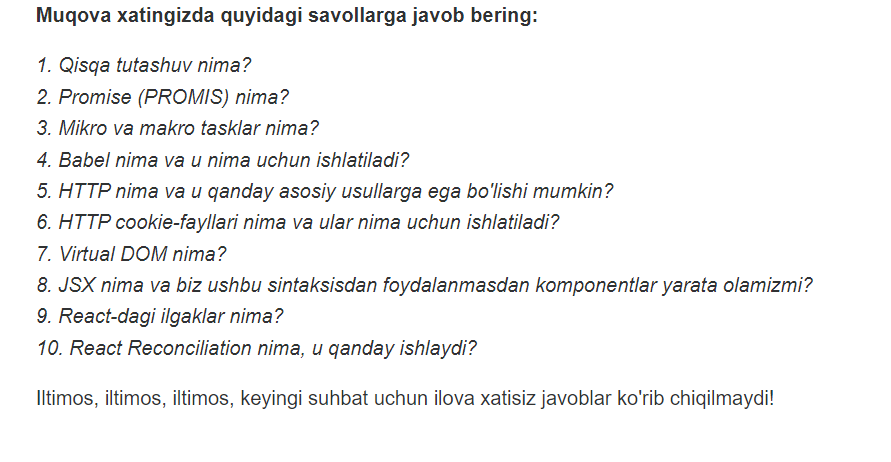 Muqova xatingizda quyidagi savollarga javob bering:
1. Qisqa tutashuv nima?
2. Promise (PROMIS) nima?
3. Mikro va makro tasklar nima?
4. Babel nima va u nima uchun ishlatiladi?
5. HTTP nima va u qanday asosiy usullarga ega bo'lishi mumkin?
6. HTTP cookie-fayllari nima va ular nima uchun ishlatiladi?
7. Virtual DOM nima?
8. JSX nima va biz ushbu sintaksisdan foydalanmasdan komponentlar yarata olamizmi?
9. React-dagi ilgaklar nima?
10. React Reconciliation nima, u qanday ishlaydi?
Iltimos, iltimos, iltimos, keyingi suhbat uchun ilova xatisiz javoblar ko'rib chiqilmaydi!